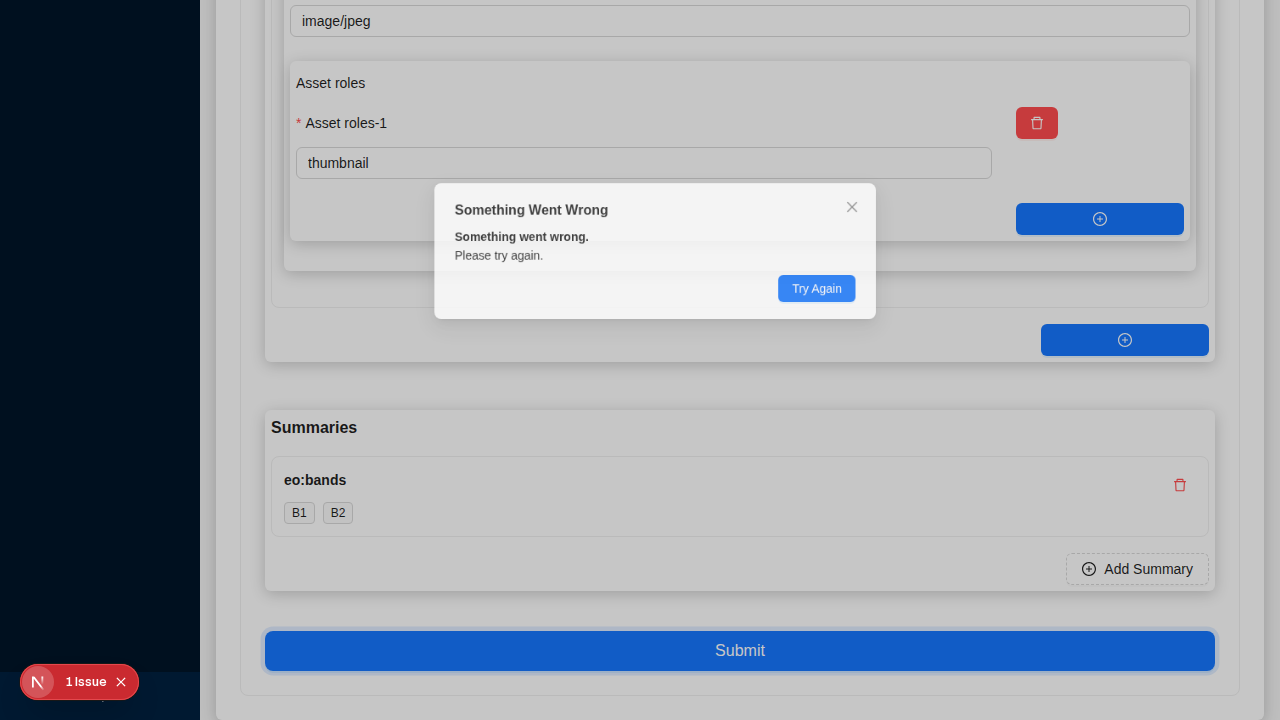 image/jpeg
Asset roles
* Asset roles-1
thumbnail
Something Went Wrong
Something went wrong.
Please try again.
Try Again
Summaries
eo:bands
B1 B2
Add Summary
Submit
N 1 Issue